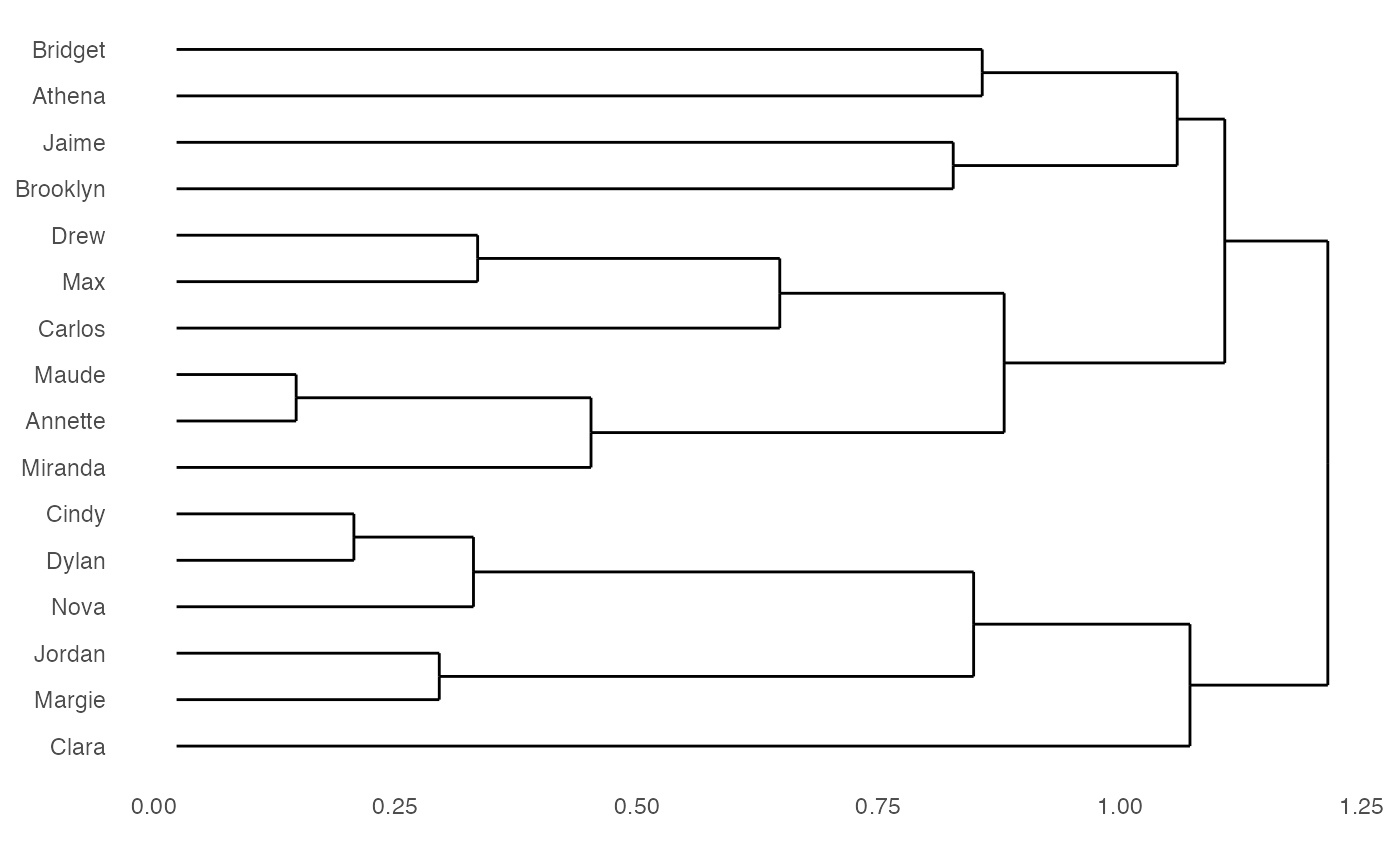 Bridget
Athena
Jaime
Brooklyn
Drew
Max
Carlos
Maude
Annette
Miranda
Cindy
Dylan
Nova
Jordan
Margie
Clara
0.00 0.25 0.50 0.75 1.00 1.25